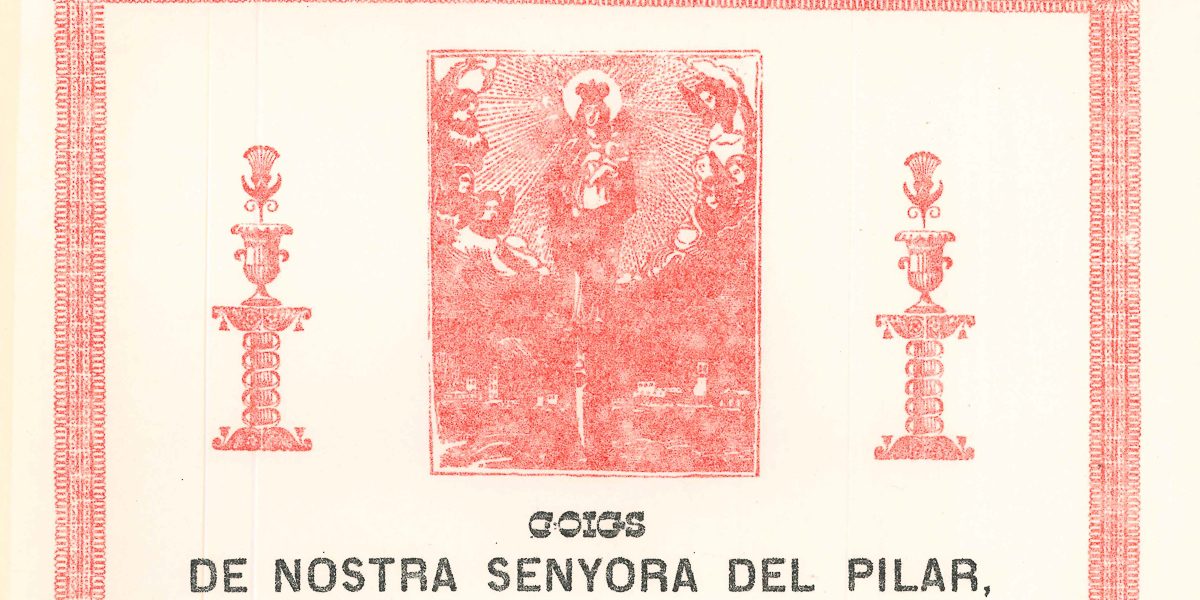 GOIGS
DE NOSTRA SENYORA DEL PILAR,